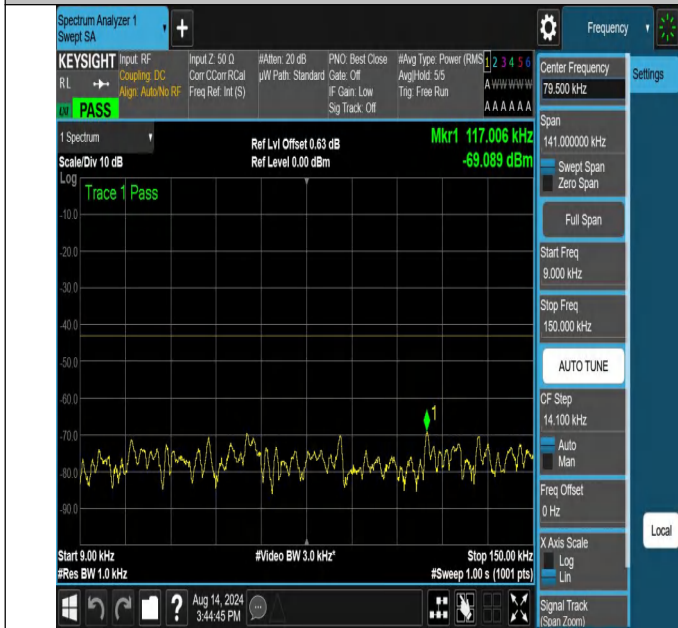 Spectrum Analyzer 1
Swept SA
Frequency
KEYSIGHT
RL
PASS
Input: RF
Coupling: DC
Align: Auto/No RF
Input Z: 50 Ω
Corr CCorr RCal
Freq Ref: Int (S)
#Atten: 20 dB
µW Path: Standard
PNO: Best Close
Gate: Off
IF Gain: Low
Sig Track: Off
#Avg Type: Power (RMS
Avg|Hold: 5/5
Trig: Free Run
1 2 3 4 5 6
A W W W W W
A A A A A A
1 Spectrum
Scale/Div 10 dB
Ref Lvl Offset 0.63 dB
Ref Level 0.00 dBm
Mkr1 117.006 kHz
-69.089 dBm
Log
Trace 1 Pass
-10.0
-20.0
-30.0
-40.0
-50.0
-60.0
-70.0
-80.0
-90.0
1
Start 9.00 kHz
#Res BW 1.0 kHz
#Video BW 3.0 kHz*
Stop 150.00 kHz
#Sweep 1.00 s (1001 pts)
Aug 14, 2024
3:44:45 PM
Center Frequency
79.500 kHz
Settings
Span
141.000000 kHz
Swept Span
Zero Span
Full Span
Start Freq
9.000 kHz
Stop Freq
150.000 kHz
AUTO TUNE
CF Step
14.100 kHz
Auto
Man
Freq Offset
0 Hz
X Axis Scale
Log
Lin
Local
Signal Track
(Span Zoom)